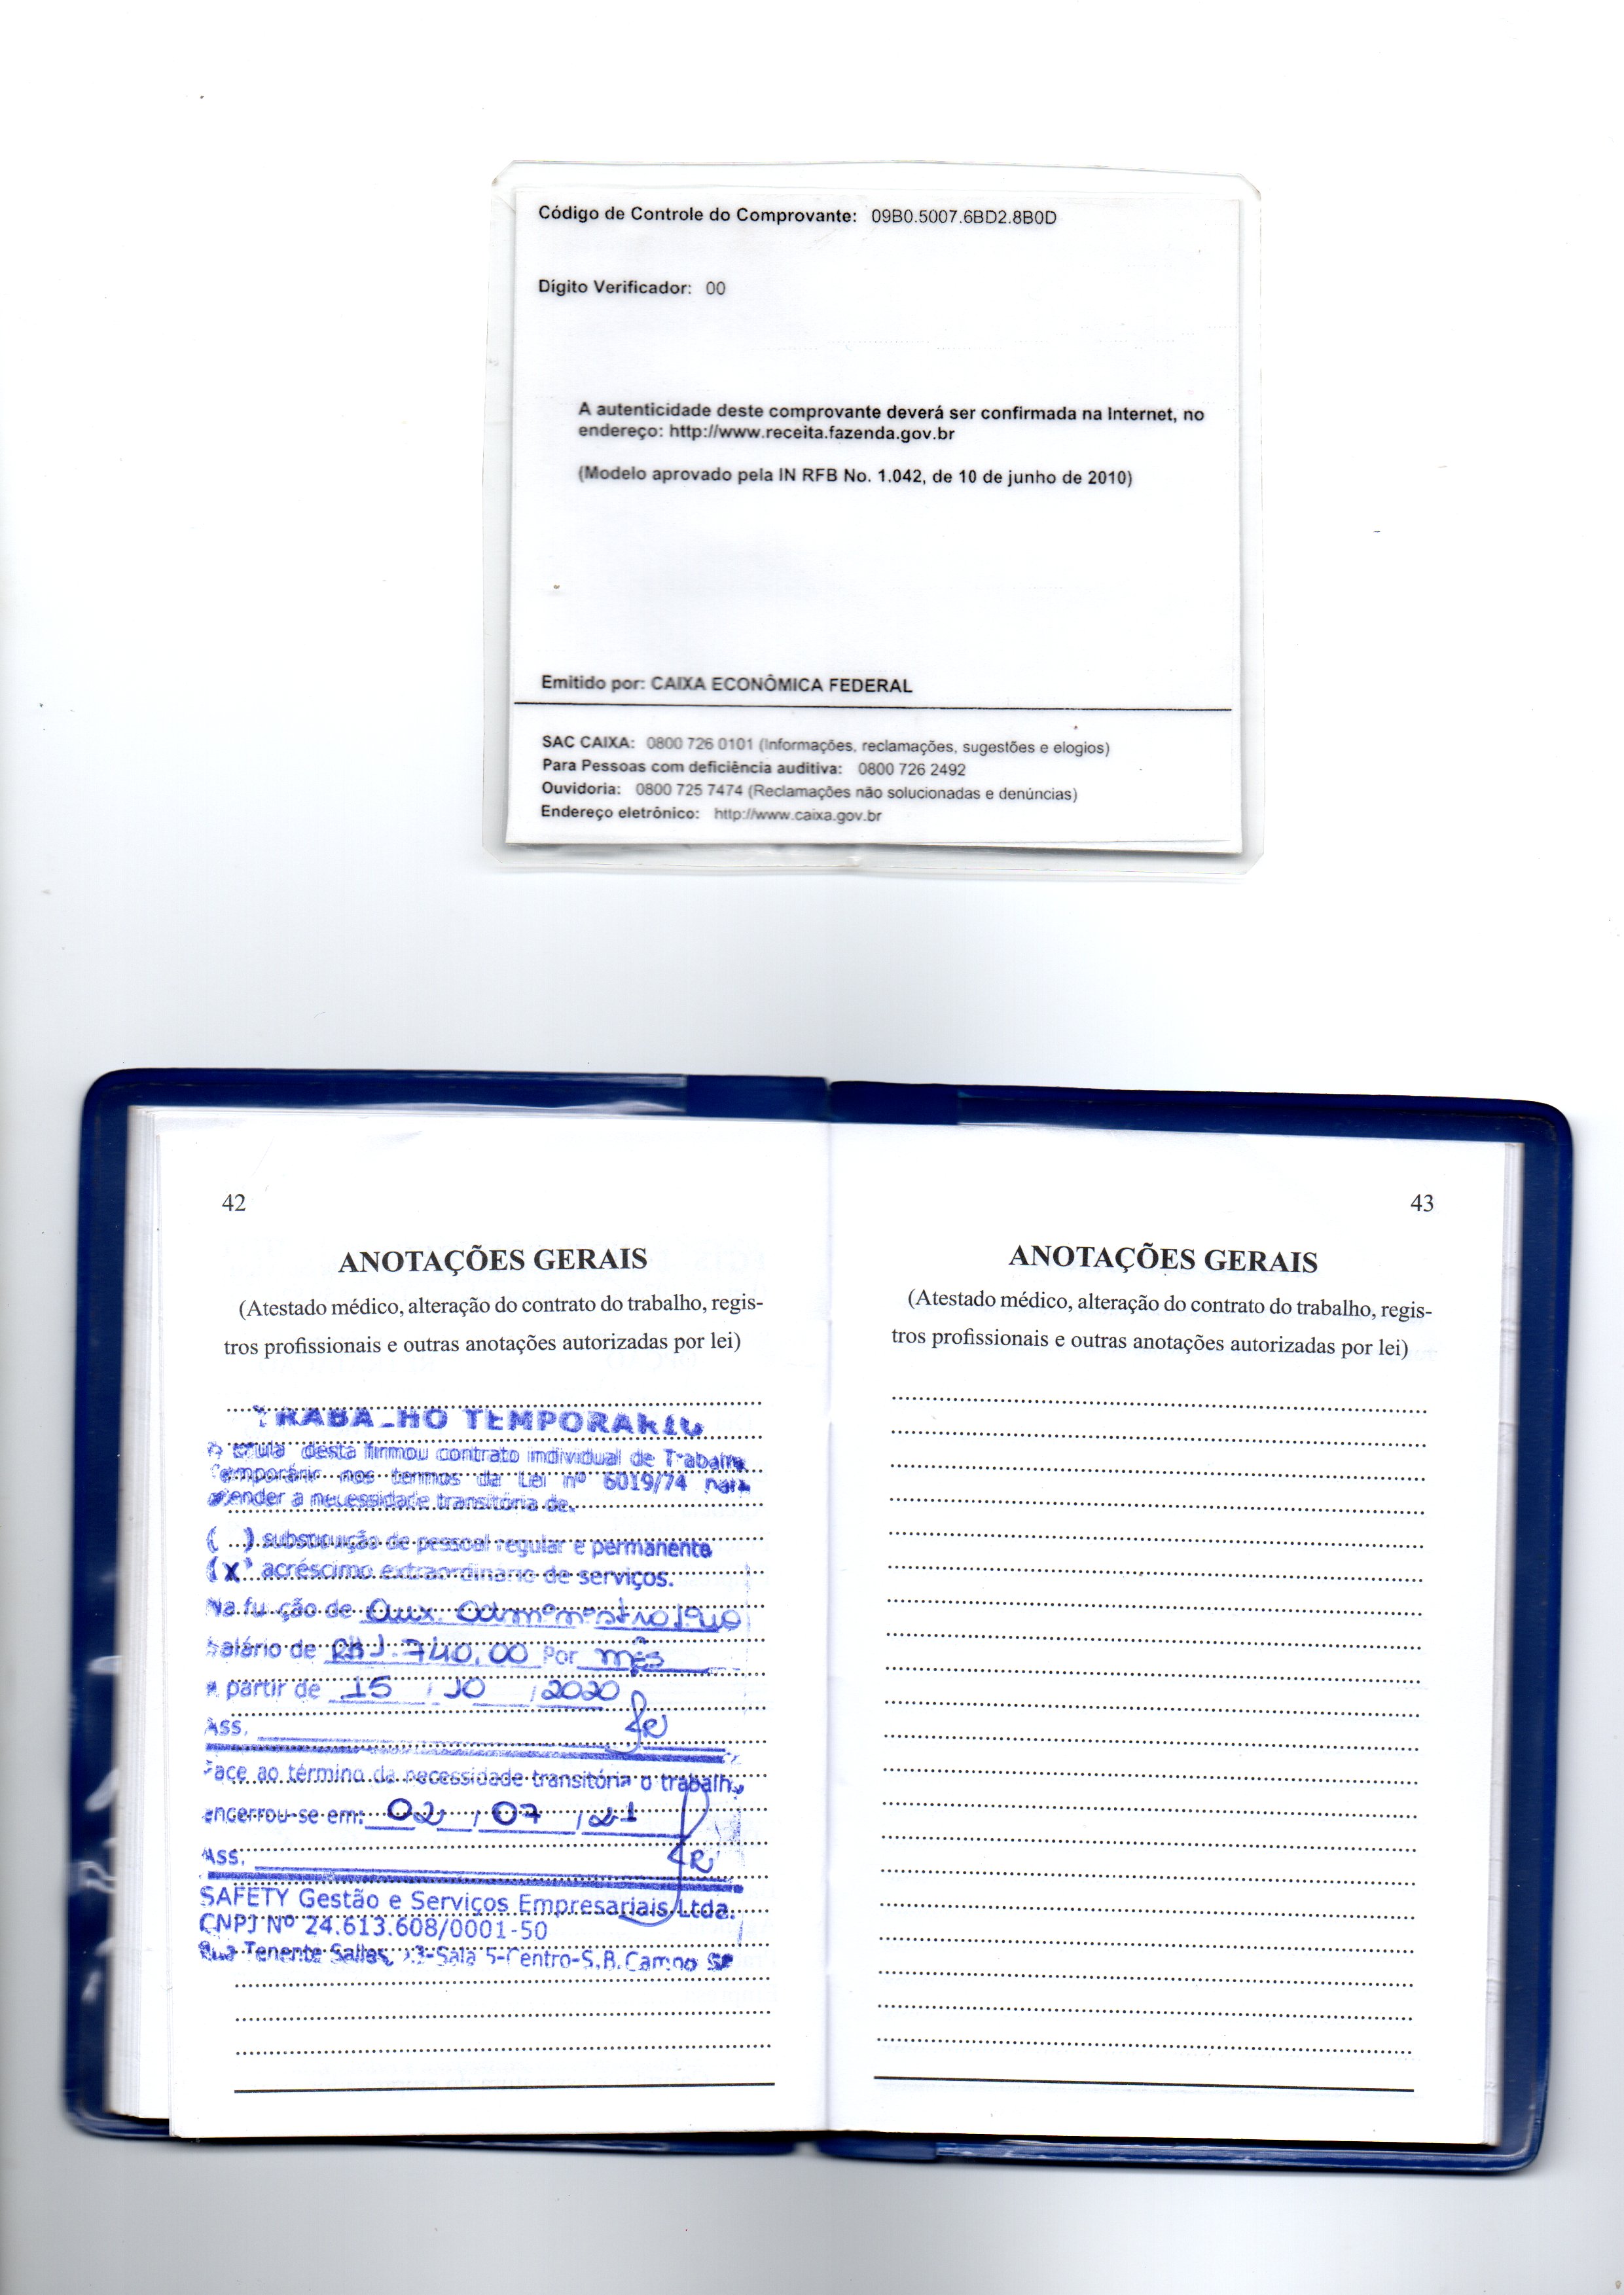 Código de Controle do Comprovante: 09B0.5007.6BD2.8B0D
Dígito Verificador: 00
A autenticidade deste comprovante deverá ser confirmada na Internet, no
endereço: http://www.receita.fazenda.gov.br
(Modelo aprovado pela IN RFB No. 1.042, de 10 de junho de 2010)
Emitido por: CAIXA ECONÔMICA FEDERAL
SAC CAIXA: 0800 726 0101 (Informações, reclamações, sugestões e elogios)
Para Pessoas com deficiência auditiva: 0800 726 2492
Ouvidoria: 0800 725 7474 (Reclamações não solucionadas e denúncias)
Endereço eletrônico: http://www.caixa.gov.br
42
ANOTAÇÕES GERAIS
(Atestado médico, alteração do contrato do trabalho, regis-
tros profissionais e outras anotações autorizadas por lei)
TRABALHO TEMPORARIO
desta firmou contrato individual de Trabalho
Temporário nos termos da Lei nº 6019/74 para
atender a necessidade transitória de.
( ) substituição de pessoal regular e permanente
(X) acréscimo extraordinário de serviços.
Na função de Aux. Administrativo
Salário de R$ 1.740,00 Por mês
A partir de 15 / 10 / 2020
Ass.
Face ao término da necessidade transitória o trabalho
encerrou-se em: 02 / 07 / 21
Ass.
SAFETY Gestão e Serviços Empresariais Ltda.
CNPJ Nº 24.613.608/0001-50
Rua Tenente Salles, Sala 5-Centro-S.B.Campo SP
43
ANOTAÇÕES GERAIS
(Atestado médico, alteração do contrato do trabalho, regis-
tros profissionais e outras anotações autorizadas por lei)